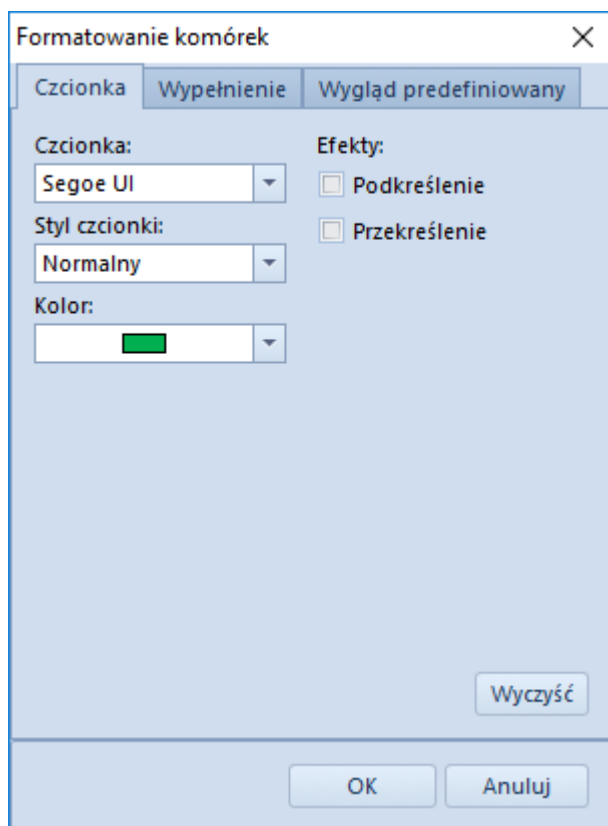 Formatowanie komórek
Czcionka Wypełnienie Wygląd predefiniowany
Czcionka: Efekty:
Segoe UI Podkreślenie
Styl czcionki: Przekreślenie
Normalny
Kolor:
Wyczyść
OK Anuluj